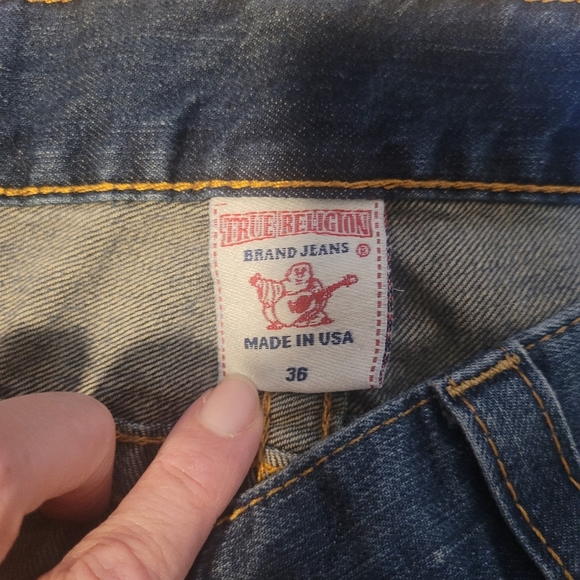 TRUE RELIGION
BRAND JEANS ®
MADE IN USA
36